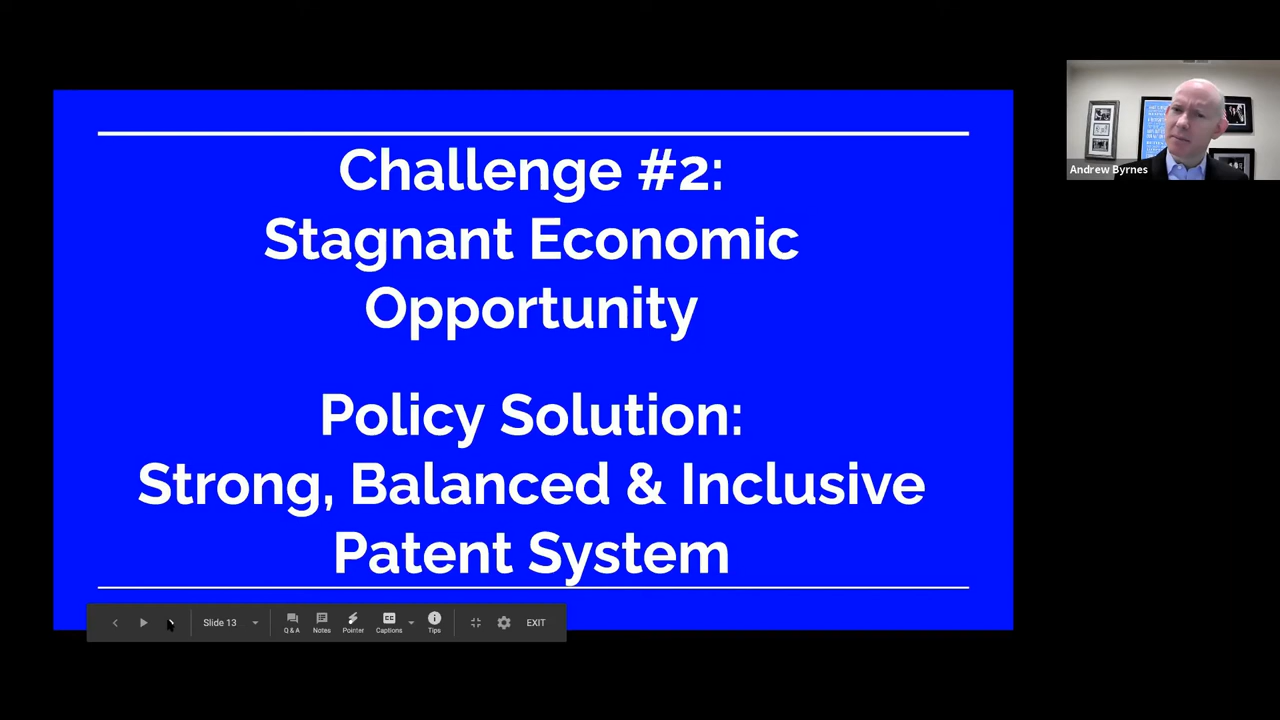 Challenge #2:
Stagnant Economic
Opportunity
Policy Solution:
Strong, Balanced & Inclusive
Patent System
Andrew Byrnes
Slide 13
Q & A
Notes
Pointer
CC
Captions
Tips
EXIT